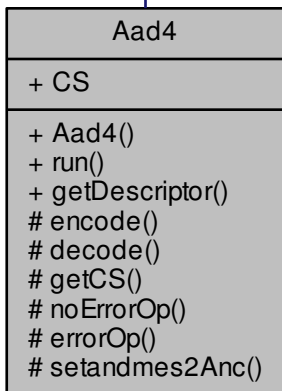 Aad4
+ CS
+ Aad4()
+ run()
+ getDescriptor()
# encode()
# decode()
# getCS()
# noErrorOp()
# errorOp()
# setandmes2Anc()